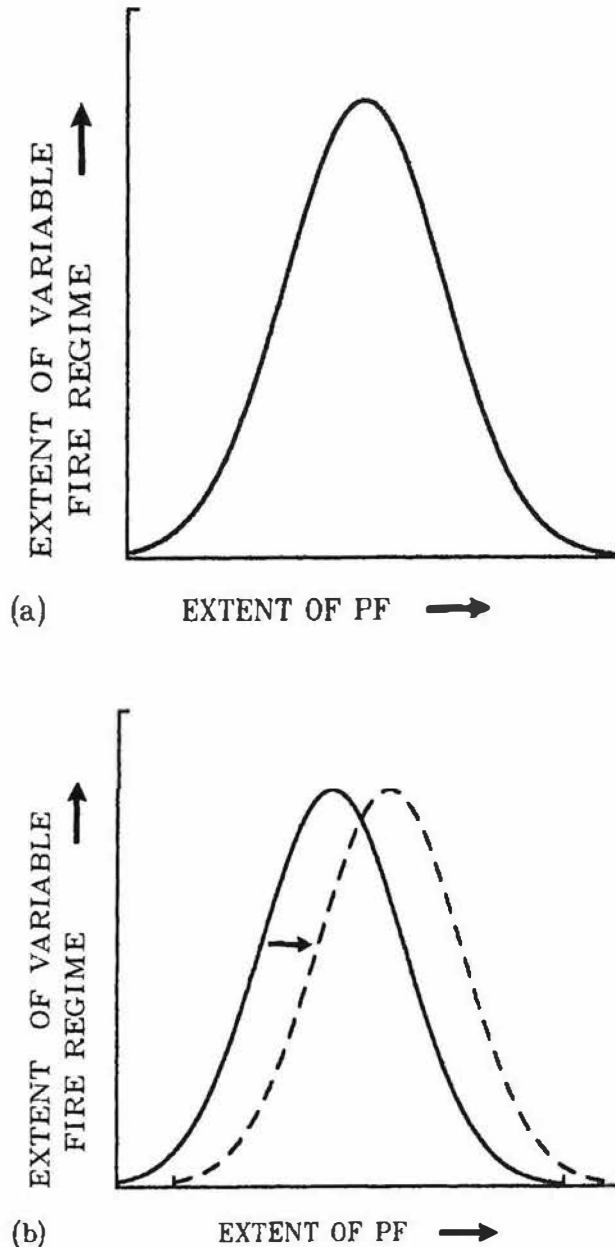 EXTENT OF VARIABLE
FIRE REGIME
(a)
EXTENT OF PF
EXTENT OF VARIABLE
FIRE REGIME
(b)
EXTENT OF PF